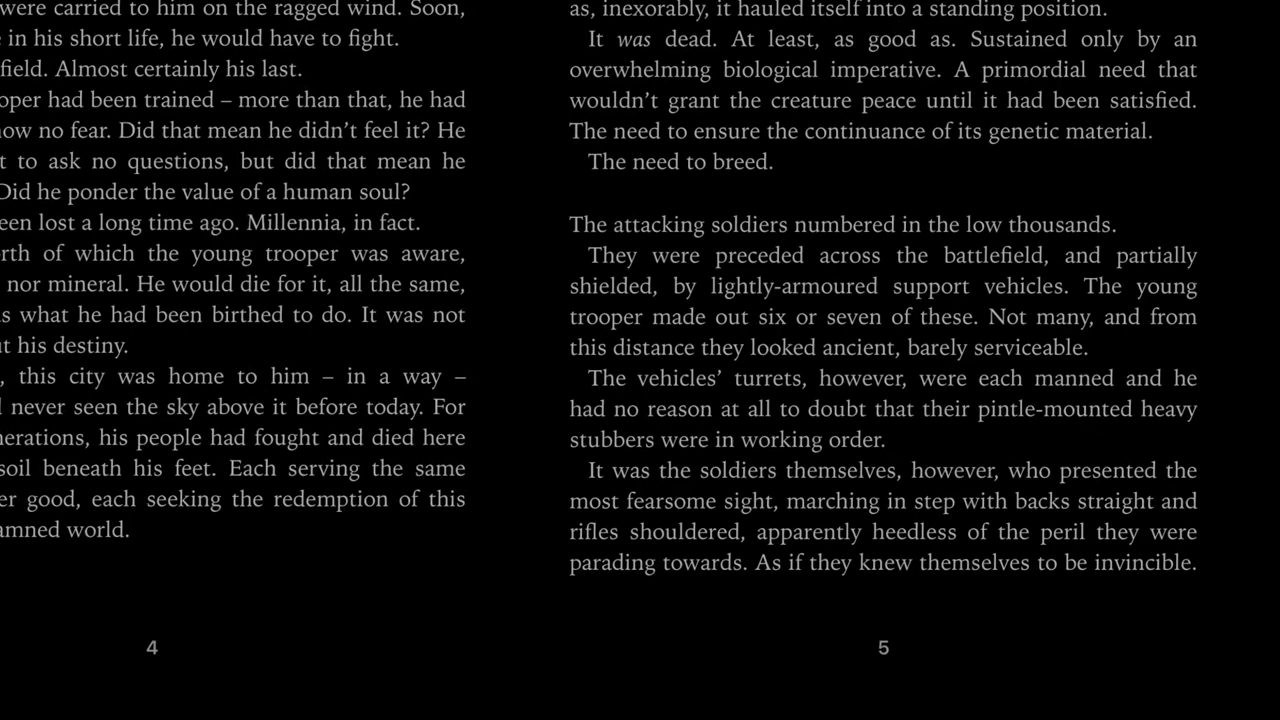 were carried to him on the ragged wind. Soon,
in his short life, he would have to fight.
field. Almost certainly his last.
had been trained – more than that, he had
no fear. Did that mean he didn’t feel it? He
to ask no questions, but did that mean he
Did he ponder the value of a human soul?
lost a long time ago. Millennia, in fact.
of which the young trooper was aware,
nor mineral. He would die for it, all the same,
what he had been birthed to do. It was not
his destiny.
, this city was home to him – in a way –
never seen the sky above it before today. For
his people had fought and died here
soil beneath his feet. Each serving the same
good, each seeking the redemption of this
world.
4
as, inexorably, it hauled itself into a standing position.
It was dead. At least, as good as. Sustained only by an
overwhelming biological imperative. A primordial need that
wouldn’t grant the creature peace until it had been satisfied.
The need to ensure the continuance of its genetic material.
The need to breed.
The attacking soldiers numbered in the low thousands.
They were preceded across the battlefield, and partially
shielded, by lightly-armoured support vehicles. The young
trooper made out six or seven of these. Not many, and from
this distance they looked ancient, barely serviceable.
The vehicles’ turrets, however, were each manned and he
had no reason at all to doubt that their pintle-mounted heavy
stubbers were in working order.
It was the soldiers themselves, however, who presented the
most fearsome sight, marching in step with backs straight and
rifles shouldered, apparently heedless of the peril they were
parading towards. As if they knew themselves to be invincible.
5